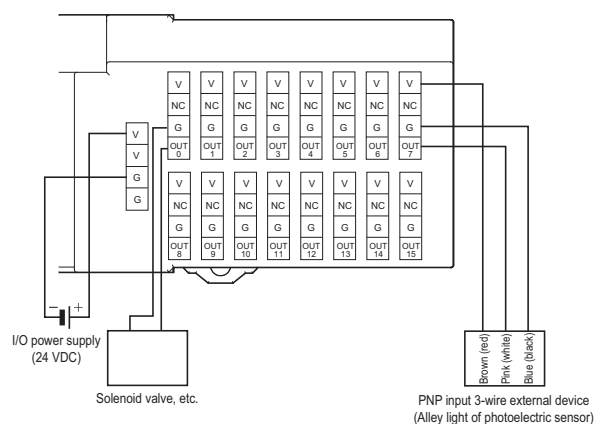 V V V V V V V V
NC NC NC NC NC NC NC NC
G G G G G G G G
OUT 0 OUT 1 OUT 2 OUT 3 OUT 4 OUT 5 OUT 6 OUT 7
V
V
G
G
V V V V V V V V
NC NC NC NC NC NC NC NC
G G G G G G G G
OUT 8 OUT 9 OUT 10 OUT 11 OUT 12 OUT 13 OUT 14 OUT 15
− +
I/O power supply
(24 VDC)
Solenoid valve, etc.
Brown (red)
Pink (white)
Blue (black)
PNP input 3-wire external device
(Alley light of photoelectric sensor)